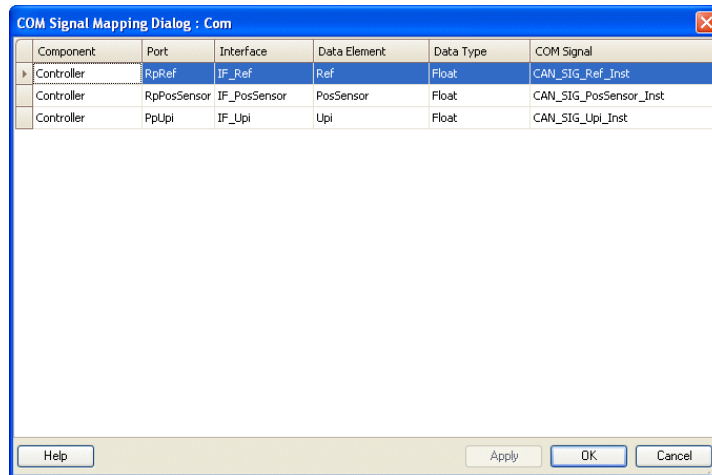 COM Signal Mapping Dialog : Com
Component Port Interface Data Element Data Type COM Signal
Controller RpRef IF_Ref Ref Float CAN_SIG_Ref_Inst
Controller RpPosSensor IF_PosSensor PosSensor Float CAN_SIG_PosSensor_Inst
Controller PpUpi IF_Upi Upi Float CAN_SIG_Upi_Inst
Help Apply OK Cancel